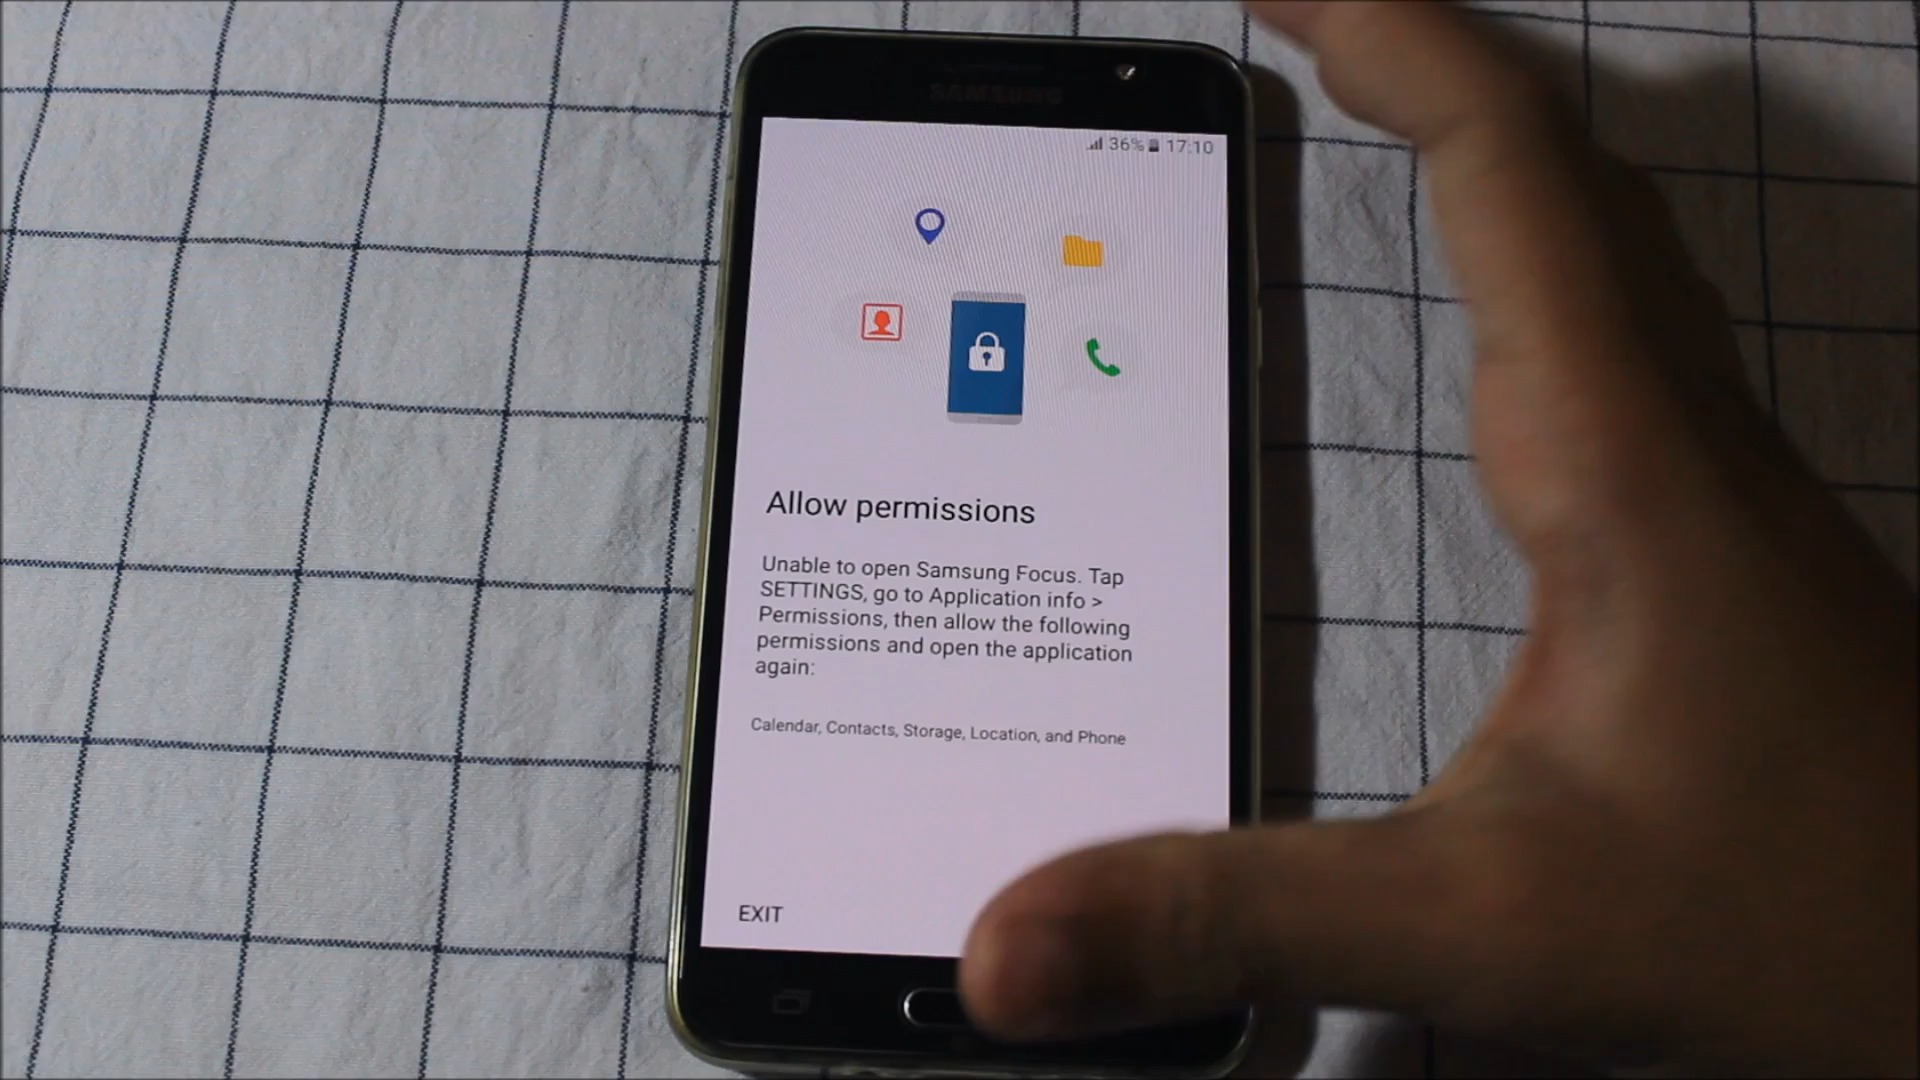 SAMSUNG
36% 17:10
Allow permissions
Unable to open Samsung Focus. Tap
SETTINGS, go to Application info >
Permissions, then allow the following
permissions and open the application
again:
Calendar, Contacts, Storage, Location, and Phone
EXIT